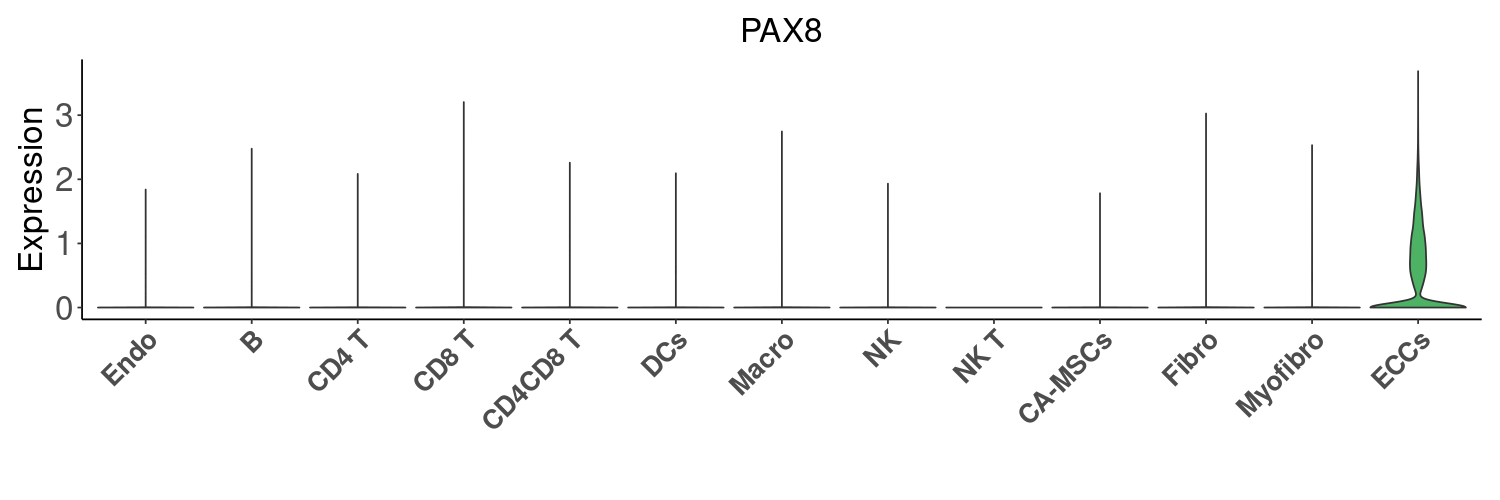 PAX8
Expression
3
2
1
0
Endo
B
CD4 T
CD8 T
CD4CD8 T
DCs
Macro
NK
NK T
CA-MSCs
Fibro
Myofibro
ECCs